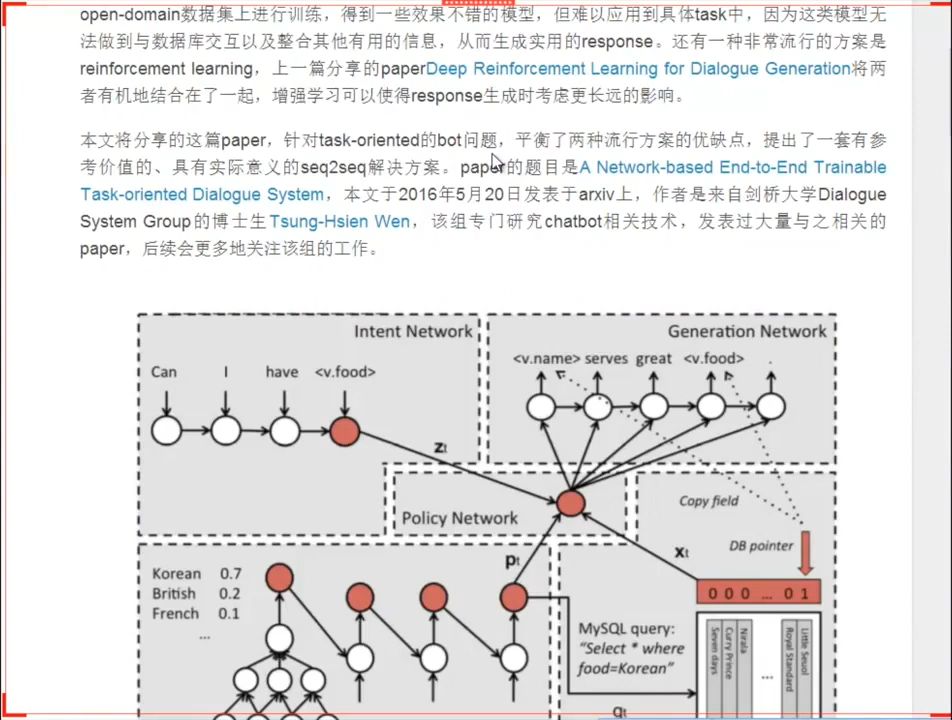 open-domain数据集上进行训练，得到一些效果不错的模型，但难以应用到具体task中，因为这类模型无
法做到与数据库交互以及整合其他有用的信息，从而生成实用的response。还有一种非常流行的方案是
reinforcement learning，上一篇分享的paperDeep Reinforcement Learning for Dialogue Generation将两
者有机地结合在了一起，增强学习可以使得response生成时考虑更长远的影响。
本文将分享的这篇paper，针对task-oriented的bot问题，平衡了两种流行方案的优缺点，提出了一套有参
考价值的、具有实际意义的seq2seq解决方案。paper的题目是A Network-based End-to-End Trainable
Task-oriented Dialogue System，本文于2016年5月20日发表于arxiv上，作者是来自剑桥大学Dialogue
System Group的博士生Tsung-Hsien Wen，该组专门研究chatbot相关技术，发表过大量与之相关的
paper，后续会更多地关注该组的工作。
Intent Network
Can I have <v.food>
Generation Network
<v.name> serves great <v.food> .
zt
Policy Network
Copy field
DB pointer
pt
xt
0 0 0 ... 0 1
Korean 0.7
British 0.2
French 0.1
...
MySQL query:
"Select * where
food=Korean"
qt
Seven days
Curry Prince
Nirala
...
Royal Standard
Little Seuol